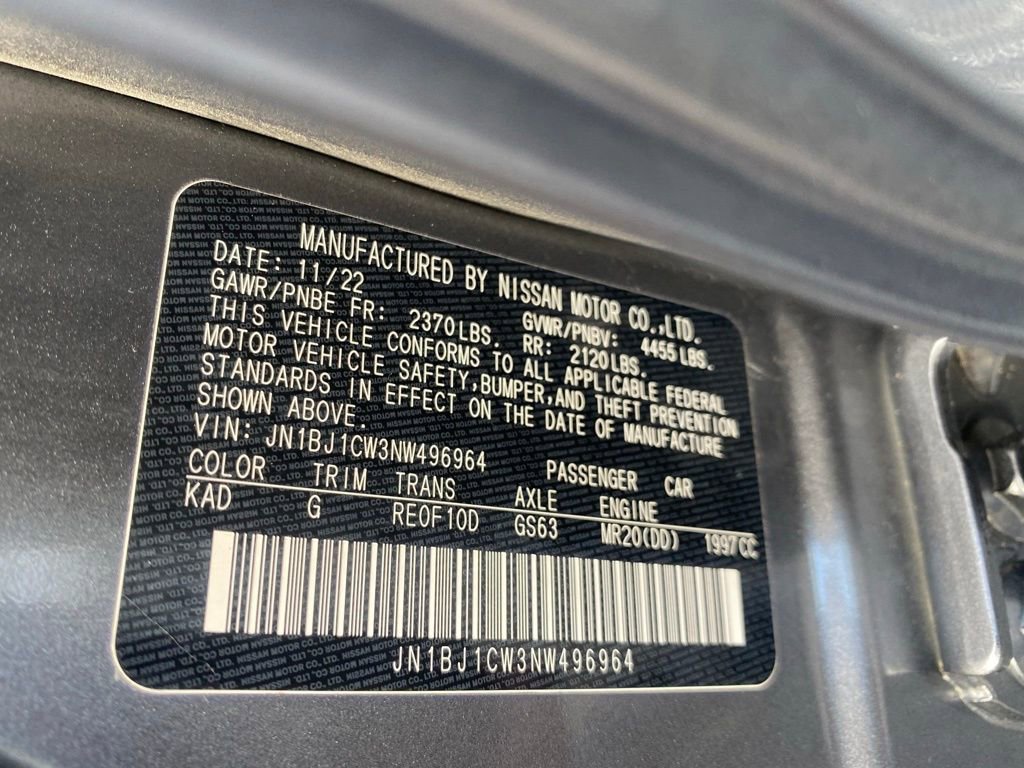 MANUFACTURED BY NISSAN MOTOR CO.,LTD.
DATE: 11/22 GVWR/PNBV: 4455LBS.
GAWR/PNBE FR: 2370LBS. RR: 2120LBS.
THIS VEHICLE CONFORMS TO ALL APPLICABLE FEDERAL
MOTOR VEHICLE SAFETY,BUMPER,AND THEFT PREVENTION
STANDARDS IN EFFECT ON THE DATE OF MANUFACTURE
SHOWN ABOVE.
VIN: JN1BJ1CW3NW496964 PASSENGER CAR
COLOR TRIM TRANS AXLE ENGINE
KAD G RE0F10D GS63 MR20(DD) 1997CC
JN1BJ1CW3NW496964